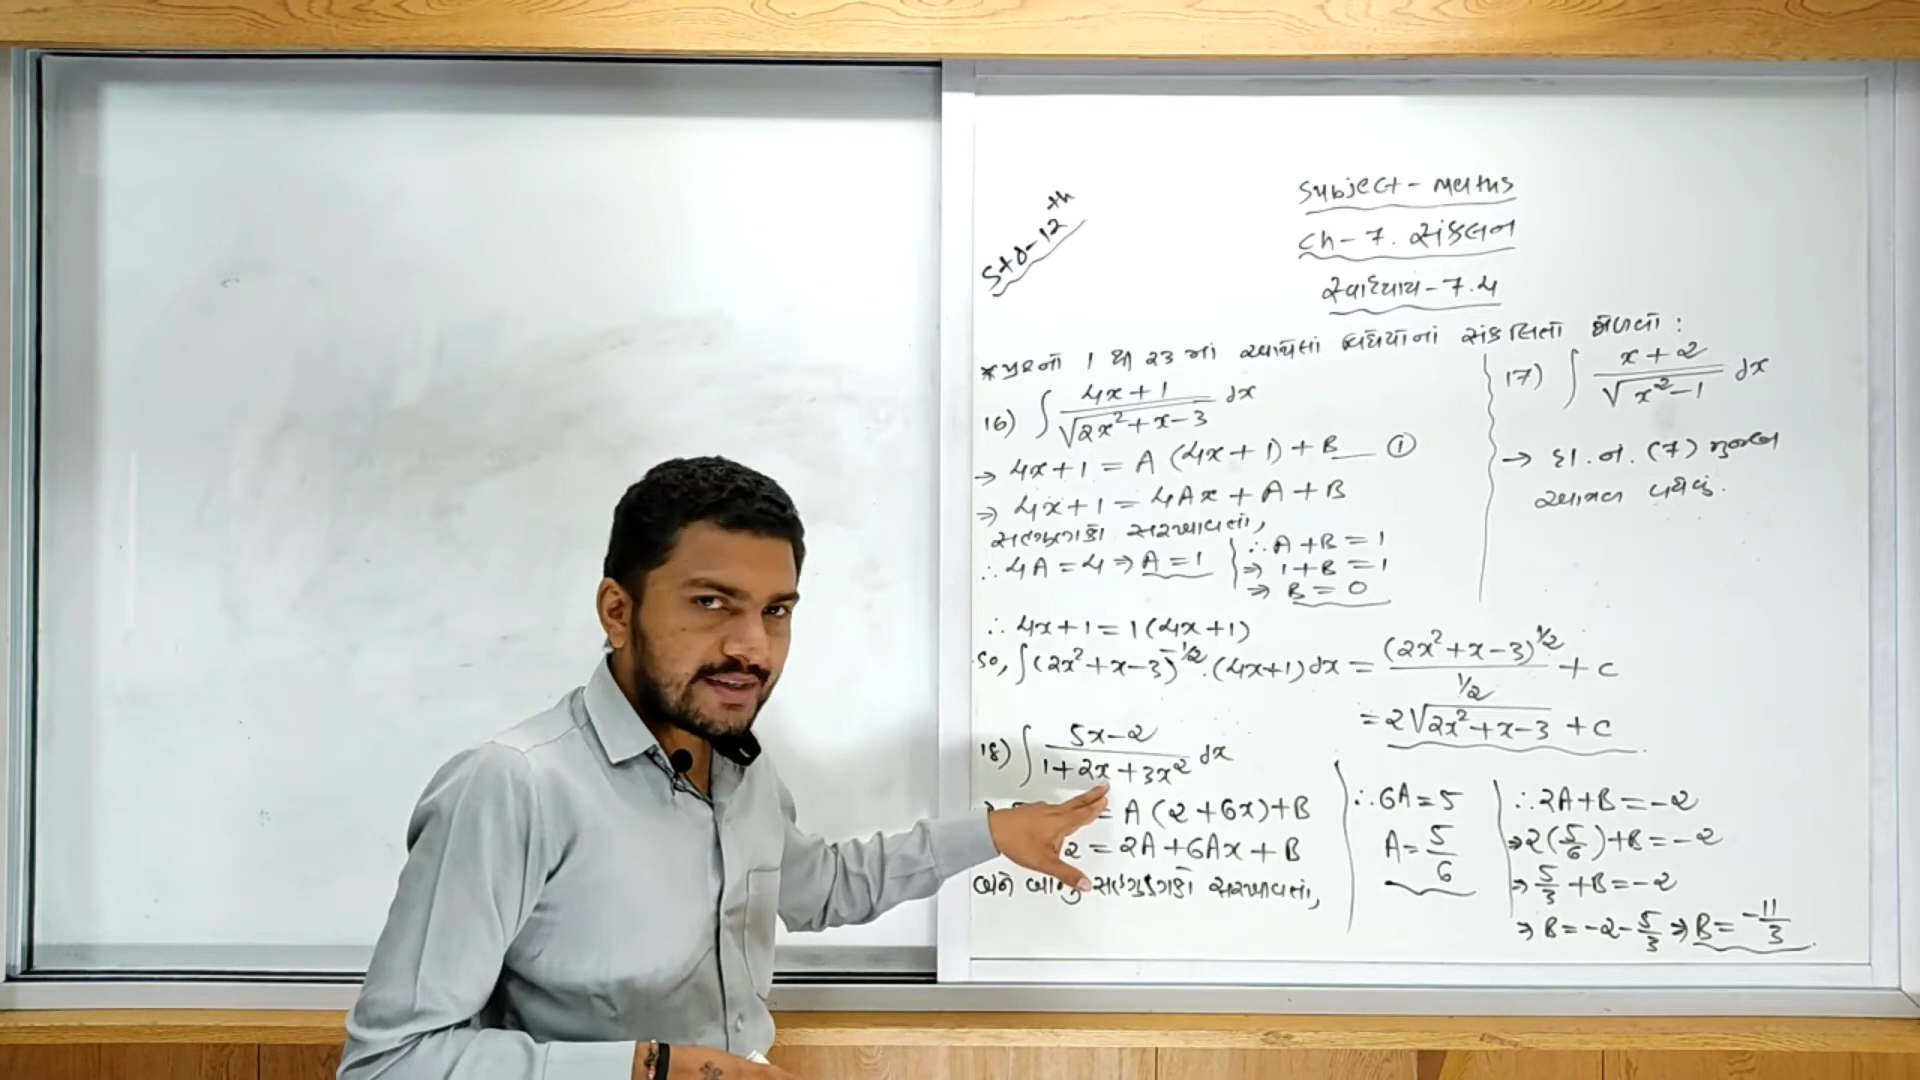 Std-12th
Subject - Maths
Ch-7. સંકલન
સ્વાધ્યાય - 7.4
* પ્રશ્નો 1 થી 23 માં આપેલાં વિધેયોનાં સંકલિતો મેળવો :
16) ∫ (4x+1)/√(2x²+x-3) dx
→ 4x+1 = A(4x+1)+B — ①
⇒ 4x+1 = 4Ax + A + B
સહગુણકો સરખાવતાં,
∴ 4A = 4 ⇒ A = 1
∴ A+B = 1
⇒ 1+B = 1
⇒ B = 0
∴ 4x+1 = 1(4x+1)
so, ∫(2x²+x-3)^(-1/2) · (4x+1) dx = (2x²+x-3)^(1/2) / (1/2) + c
= 2√(2x²+x-3) + c
17) ∫ (x+2)/√(x²-1) dx
→ દા.નં. (7) મુજબ
આગળ વધવું.
18) ∫ (5x-2)/(1+2x+3x²) dx
= A(2+6x)+B
2 = 2A+6Ax+B
બંને સહગુણકો સરખાવતાં,
∴ 6A = 5
A = 5/6
∴ 2A+B = -2
⇒ 2(5/6)+B = -2
⇒ 5/3 + B = -2
⇒ B = -2 - 5/3 ⇒ B = -11/3